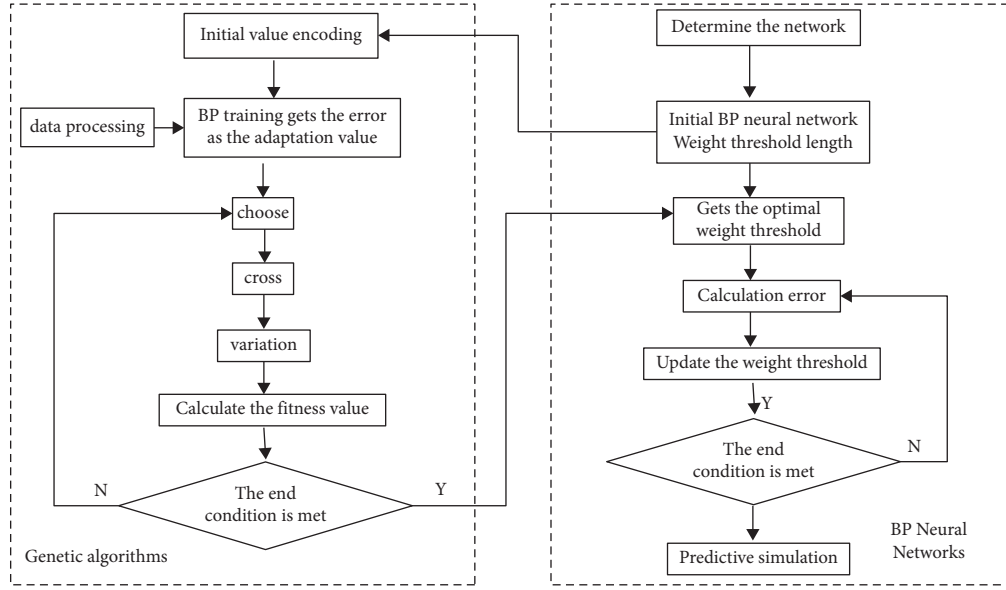 Initial value encoding
data processing
BP training gets the error
as the adaptation value
choose
cross
variation
Calculate the fitness value
N
The end
condition is met
Y
Genetic algorithms
Determine the network
Initial BP neural network
Weight threshold length
Gets the optimal
weight threshold
Calculation error
Update the weight threshold
Y
The end
condition is met
N
Predictive simulation
BP Neural
Networks